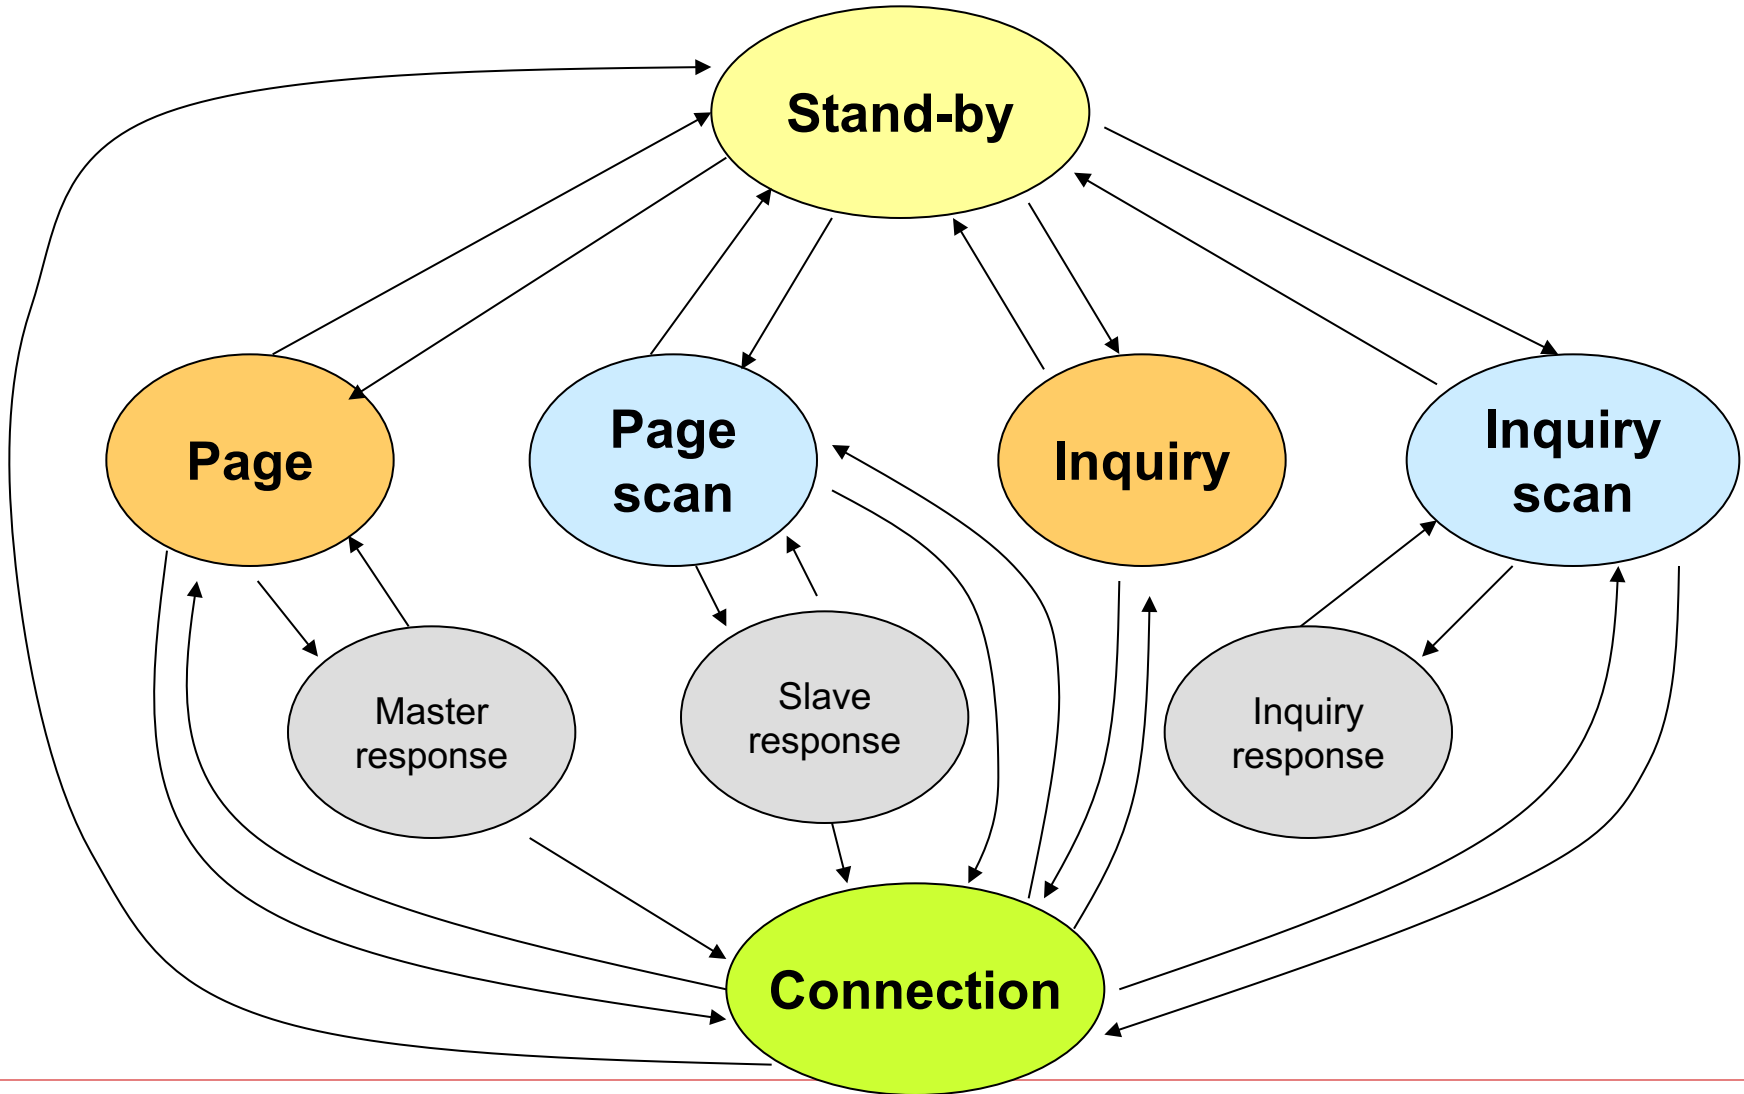 Stand-by
Page
Page
scan
Inquiry
Inquiry
scan
Master
response
Slave
response
Inquiry
response
Connection